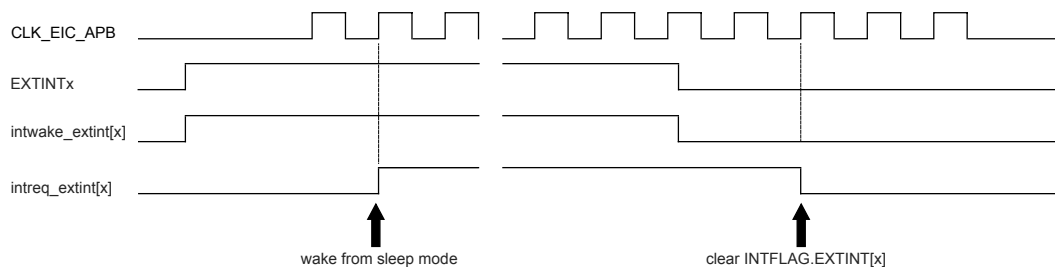 CLK_EIC_APB
EXTINTx
intwake_extint[x]
intreq_extint[x]
wake from sleep mode
clear INTFLAG.EXTINT[x]